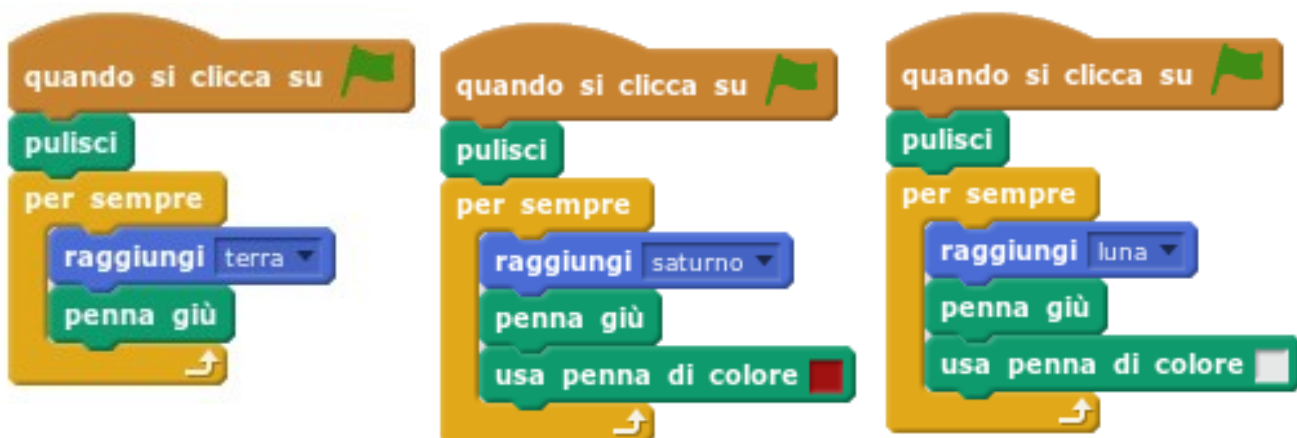 quando si clicca su
pulisci
per sempre
raggiungi terra
penna giù
quando si clicca su
pulisci
per sempre
raggiungi saturno
penna giù
usa penna di colore
quando si clicca su
pulisci
per sempre
raggiungi luna
penna giù
usa penna di colore